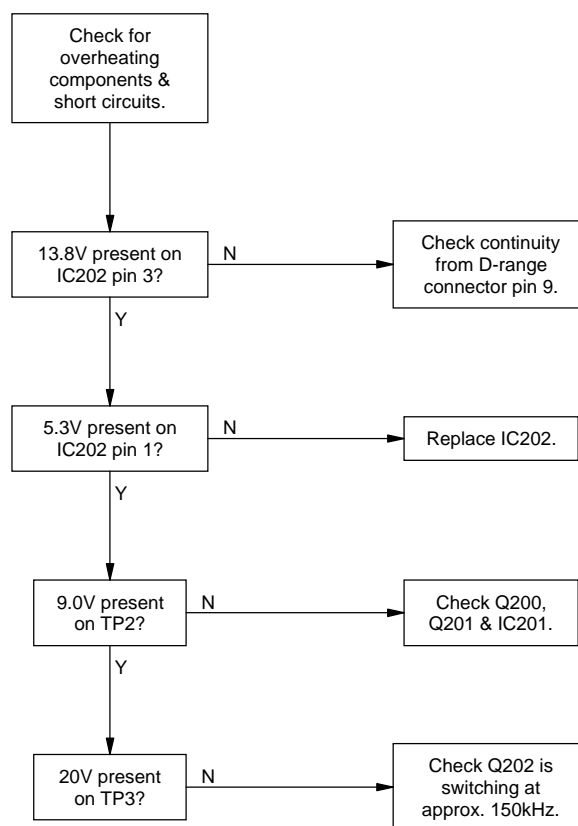 Check for
overheating
components &
short circuits.
13.8V present on
IC202 pin 3?
N
Check continuity
from D-range
connector pin 9.
Y
5.3V present on
IC202 pin 1?
N
Replace IC202.
Y
9.0V present
on TP2?
N
Check Q200,
Q201 & IC201.
Y
20V present
on TP3?
N
Check Q202 is
switching at
approx. 150kHz.